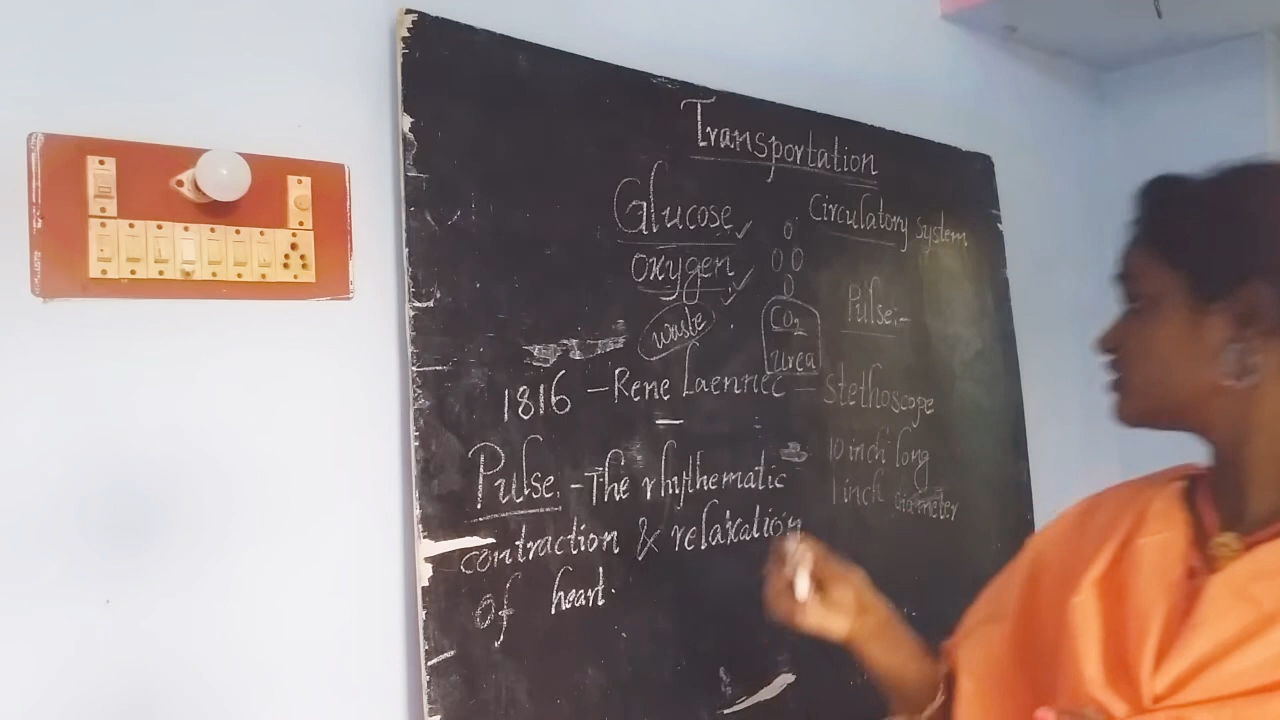 Transportation
Glucose
Circulatory System
Oxygen
waste
CO2
urea
Pulse:-
1816 - Rene Laennec - Stethoscope
10 inch long
1 inch diameter
Pulse:- The rhythematic
contraction & relaxation
of heart.